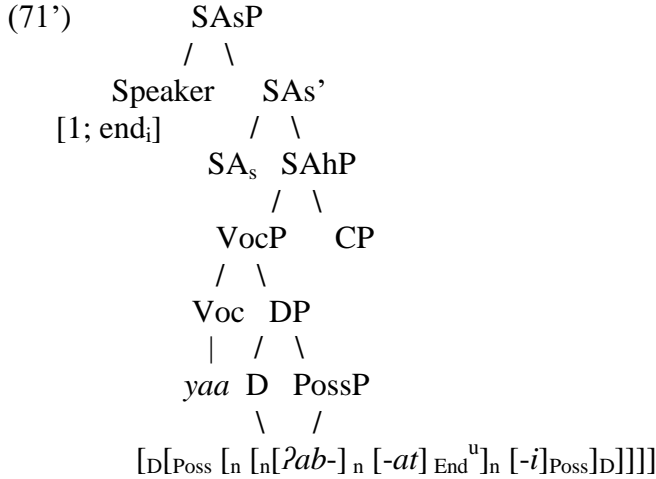 (71’) SAsP
/ \
Speaker SAs’
[1; endᵢ] / \
SAₛ SAhP
/ \
VocP CP
/ \
Voc DP
| / \
yaa D PossP
\ /
[D[Poss [n [n[ʔab-] n [-at] Endᵘ]n [-i]Poss]D]]]]